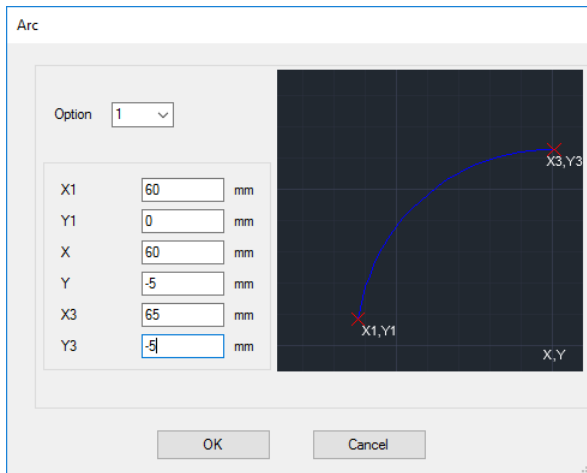 Arc
Option 1
X1 60 mm
Y1 0 mm
X 60 mm
Y -5 mm
X3 65 mm
Y3 -5 mm
X3,Y3
X1,Y1
X,Y
OK Cancel